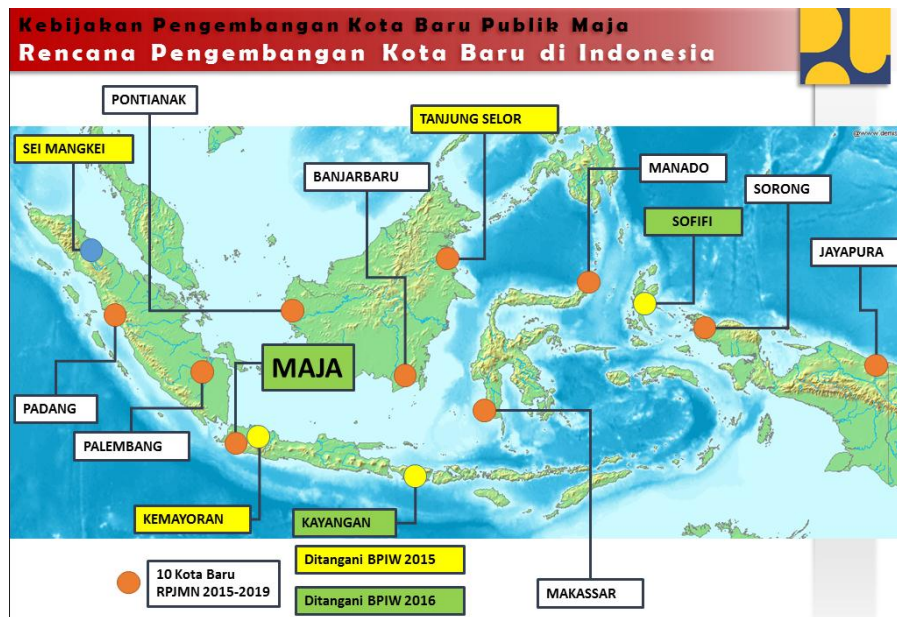 Kebijakan Pengembangan Kota Baru Publik Maja
Rencana Pengembangan Kota Baru di Indonesia
PONTIANAK
TANJUNG SELOR
SEI MANGKEI
BANJARBARU
MANADO
SORONG
SOFIFI
JAYAPURA
MAJA
PADANG
PALEMBANG
KEMAYORAN
KAYANGAN
MAKASSAR
10 Kota Baru
RPJMN 2015-2019
Ditangani BPIW 2015
Ditangani BPIW 2016